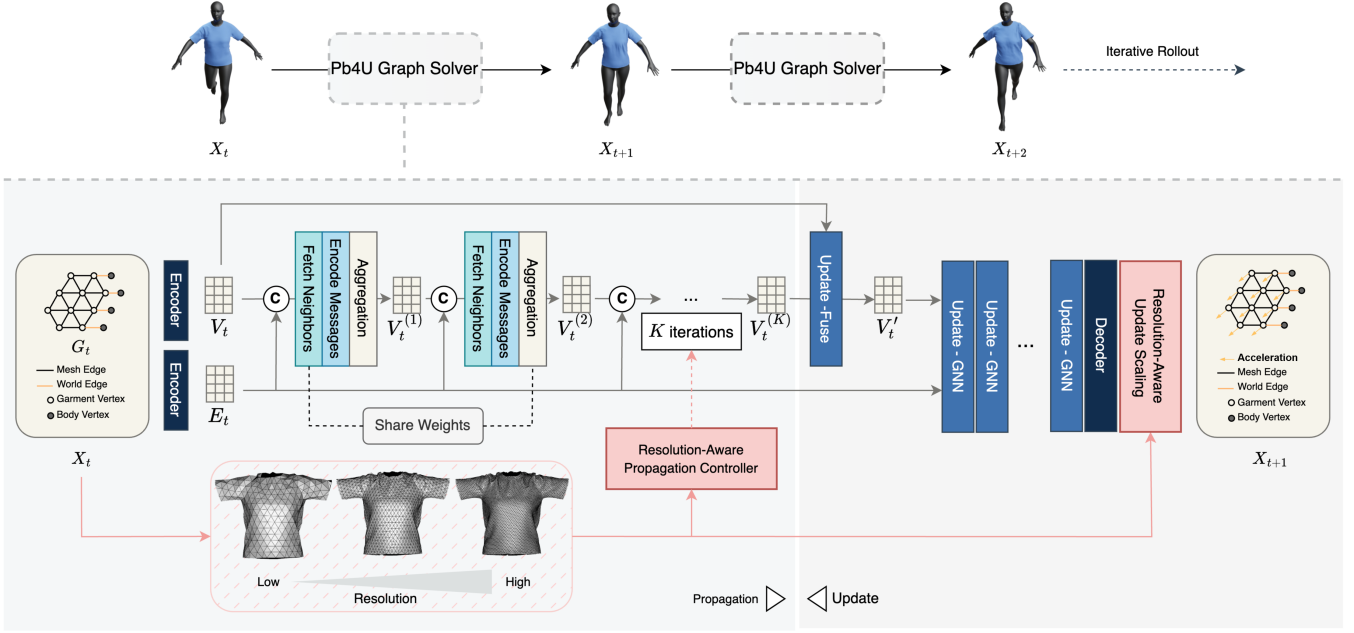 Pb4U Graph Solver
Pb4U Graph Solver
Iterative Rollout
X_t
X_{t+1}
X_{t+2}
G_t
Mesh Edge
World Edge
Garment Vertex
Body Vertex
X_t
Encoder
V_t
Encoder
E_t
C
Fetch Neighbors
Encode Messages
Aggregation
V_t^{(1)}
C
Fetch Neighbors
Encode Messages
Aggregation
V_t^{(2)}
C
...
K iterations
V_t^{(K)}
Share Weights
Resolution-Aware
Propagation Controller
Update -Fuse
V_t'
Update - GNN
Update - GNN
...
Update - GNN
Decoder
Resolution-Aware
Update Scaling
Acceleration
Mesh Edge
World Edge
Garment Vertex
Body Vertex
X_{t+1}
Low
High
Resolution
Propagation
Update